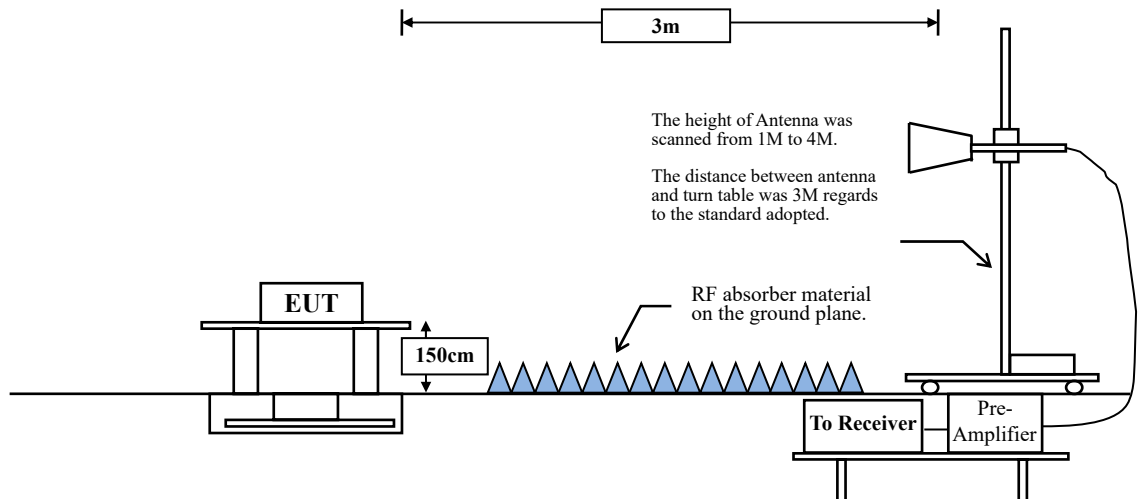 3m
The height of Antenna was
scanned from 1M to 4M.
The distance between antenna
and turn table was 3M regards
to the standard adopted.
EUT
RF absorber material
on the ground plane.
150cm
To Receiver
Pre-
Amplifier